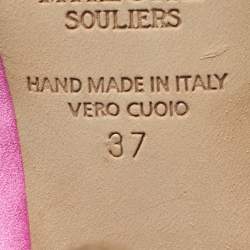 SOULIERS
HAND MADE IN ITALY
VERO CUOIO
37